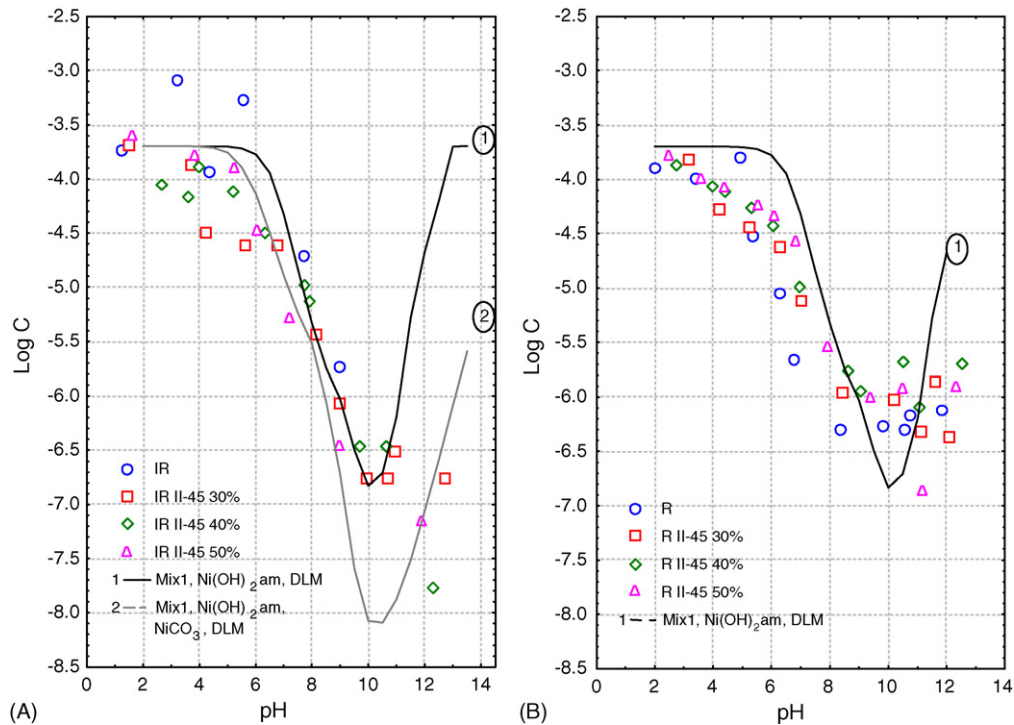 -2.5
-3.0
-3.5
-4.0
-4.5
-5.0
-5.5
-6.0
-6.5
-7.0
-7.5
-8.0
-8.5
Log C
1
2
IR
IR II-45 30%
IR II-45 40%
IR II-45 50%
1 Mix1, Ni(OH) 2 am, DLM
2 Mix1, Ni(OH) 2 am,
NiCO3 , DLM
0 2 4 6 8 10 12 14
(A) pH
-2.5
-3.0
-3.5
-4.0
-4.5
-5.0
-5.5
-6.0
-6.5
-7.0
-7.5
-8.0
-8.5
Log C
1
R
R II-45 30%
R II-45 40%
R II-45 50%
1 Mix1, Ni(OH)2am, DLM
0 2 4 6 8 10 12 14
(B) pH